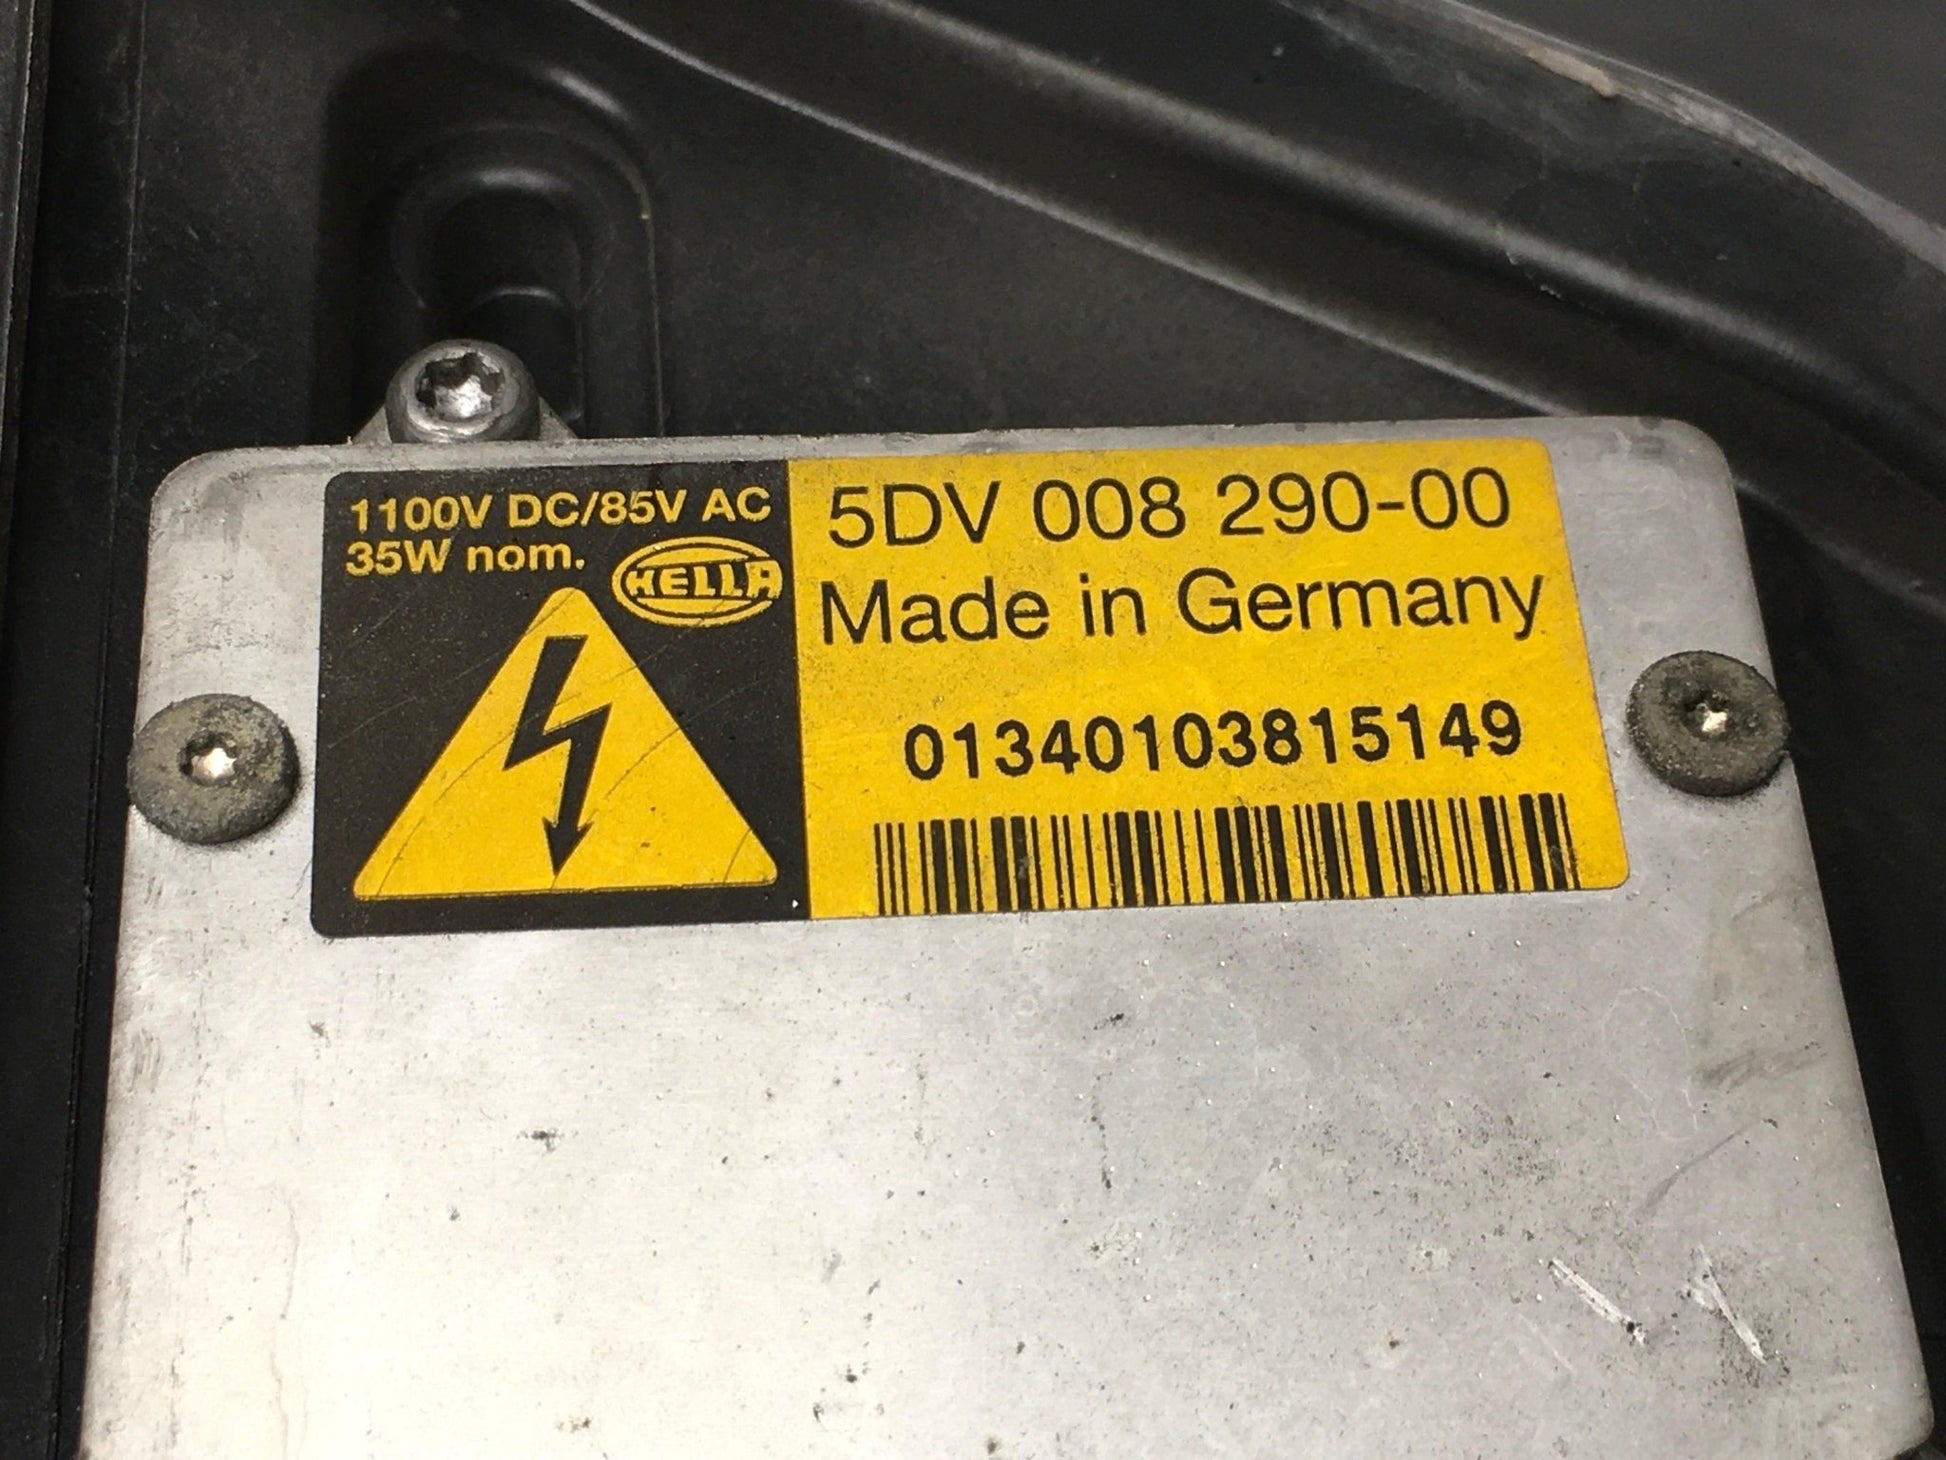 1100V DC/85V AC
35W nom.
HELLA
5DV 008 290-00
Made in Germany
01340103815149